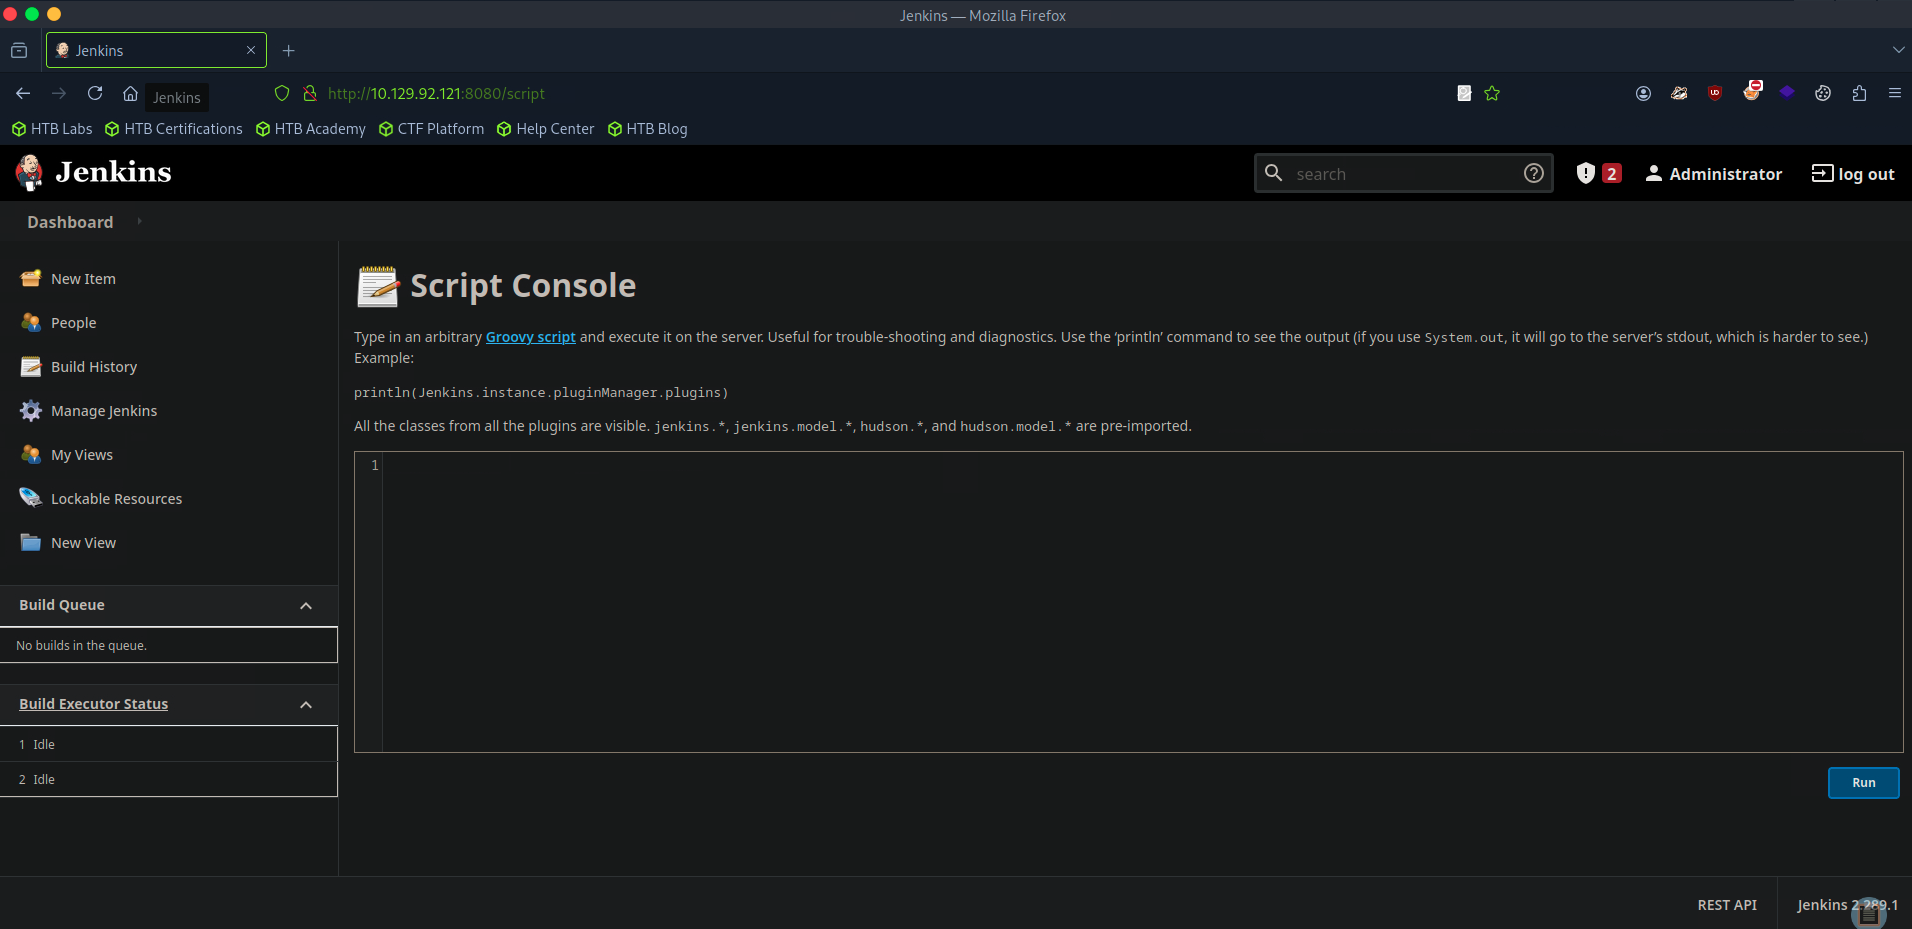 Jenkins — Mozilla Firefox
Jenkins
Jenkins
http://10.129.92.121:8080/script
HTB Labs HTB Certifications HTB Academy CTF Platform Help Center HTB Blog
Jenkins
search
2
Administrator
log out
Dashboard
New Item
People
Build History
Manage Jenkins
My Views
Lockable Resources
New View
Build Queue
No builds in the queue.
Build Executor Status
1 Idle
2 Idle
Script Console
Type in an arbitrary Groovy script and execute it on the server. Useful for trouble-shooting and diagnostics. Use the ‘println’ command to see the output (if you use System.out, it will go to the server’s stdout, which is harder to see.)
Example:
println(Jenkins.instance.pluginManager.plugins)
All the classes from all the plugins are visible. jenkins.*, jenkins.model.*, hudson.*, and hudson.model.* are pre-imported.
1
Run
REST API
Jenkins 2.289.1